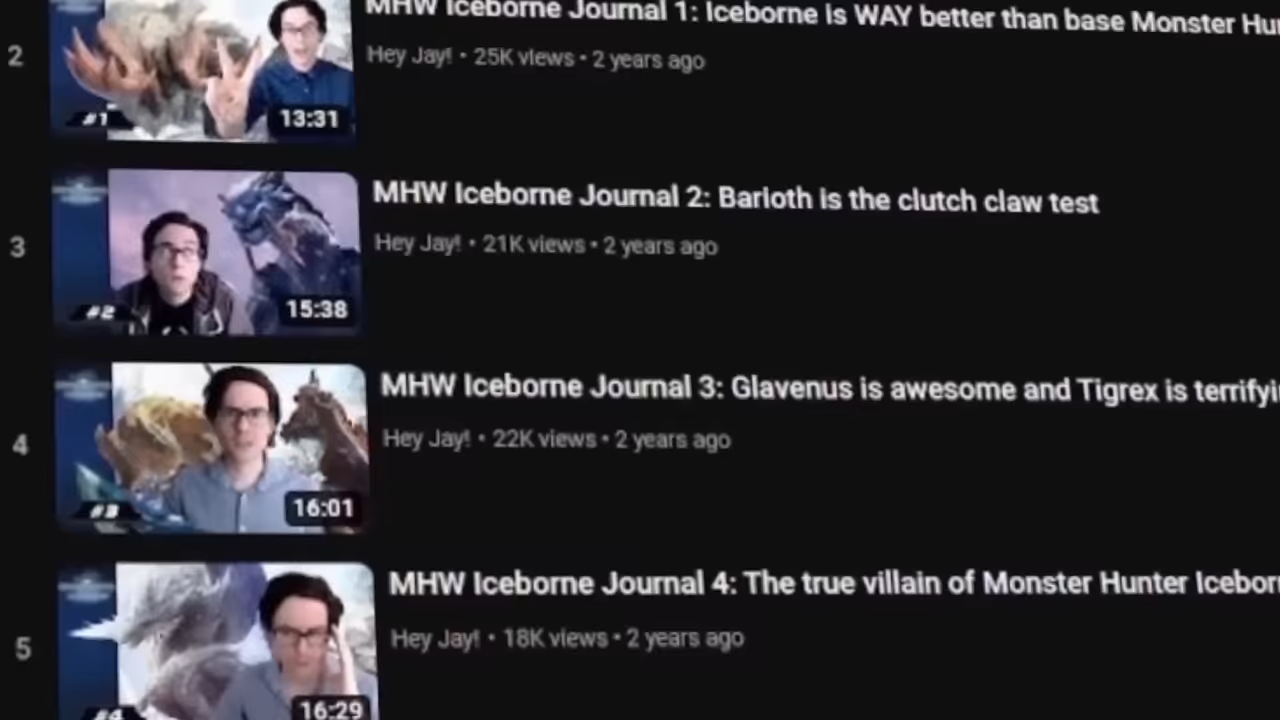 MHW Iceborne Journal 1: Iceborne is WAY better than base Monster Hu
2
Hey Jay! • 25K views • 2 years ago
#1
13:31
MHW Iceborne Journal 2: Barioth is the clutch claw test
3
Hey Jay! • 21K views • 2 years ago
#2
15:38
MHW Iceborne Journal 3: Glavenus is awesome and Tigrex is terrifyi
4
Hey Jay! • 22K views • 2 years ago
#3
16:01
MHW Iceborne Journal 4: The true villain of Monster Hunter Icebor
5
Hey Jay! • 18K views • 2 years ago
#4
16:29